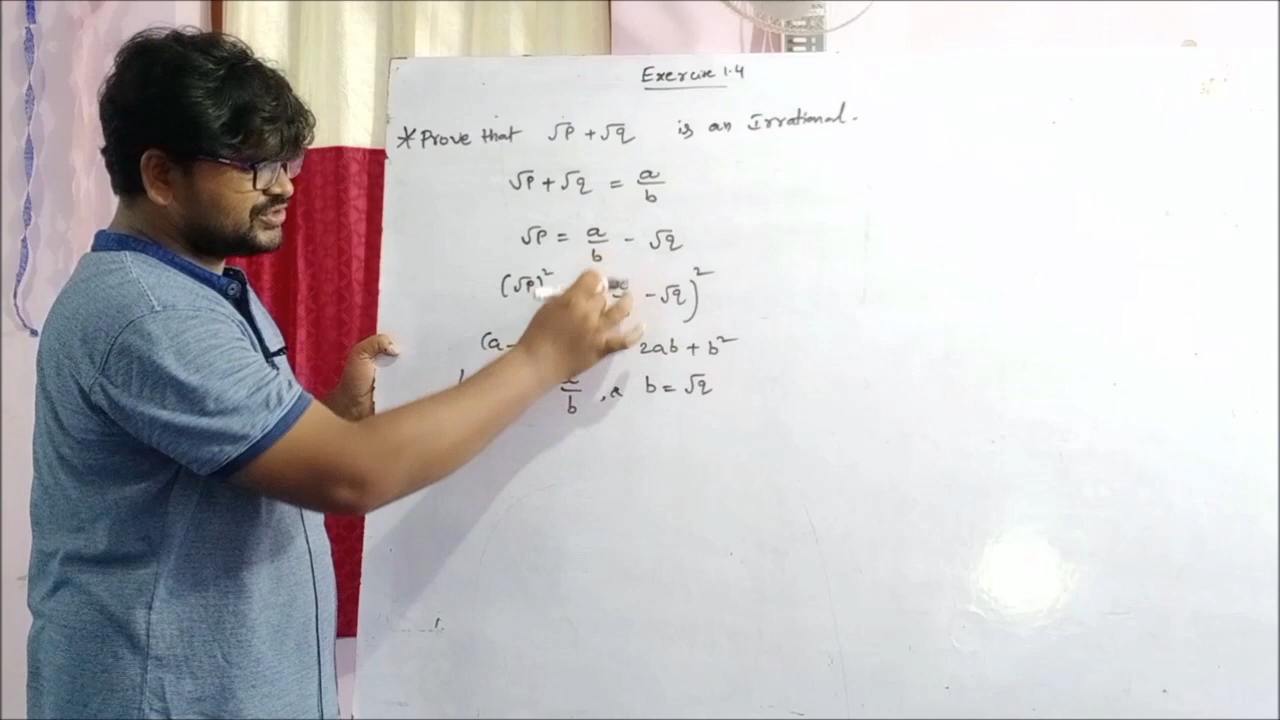 Exercise 1.4
*Prove that √p + √q is an Irrational.
√p + √q = a/b
√p = a/b - √q
(√p)² - √q)²
(a - 2ab + b²
a/b , a b = √q